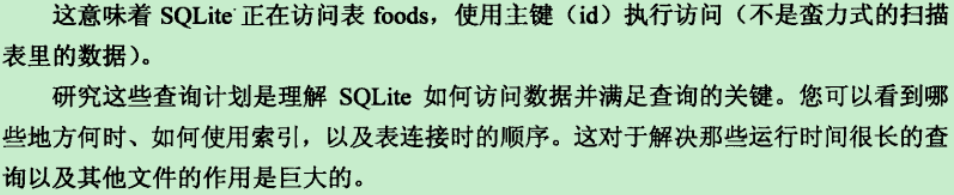 这意味着 SQLite 正在访问表 foods，使用主键（id）执行访问（不是蛮力式的扫描
表里的数据）。
研究这些查询计划是理解 SQLite 如何访问数据并满足查询的关键。您可以看到哪
些地方何时、如何使用索引，以及表连接时的顺序。这对于解决那些运行时间很长的查
询以及其他文件的作用是巨大的。